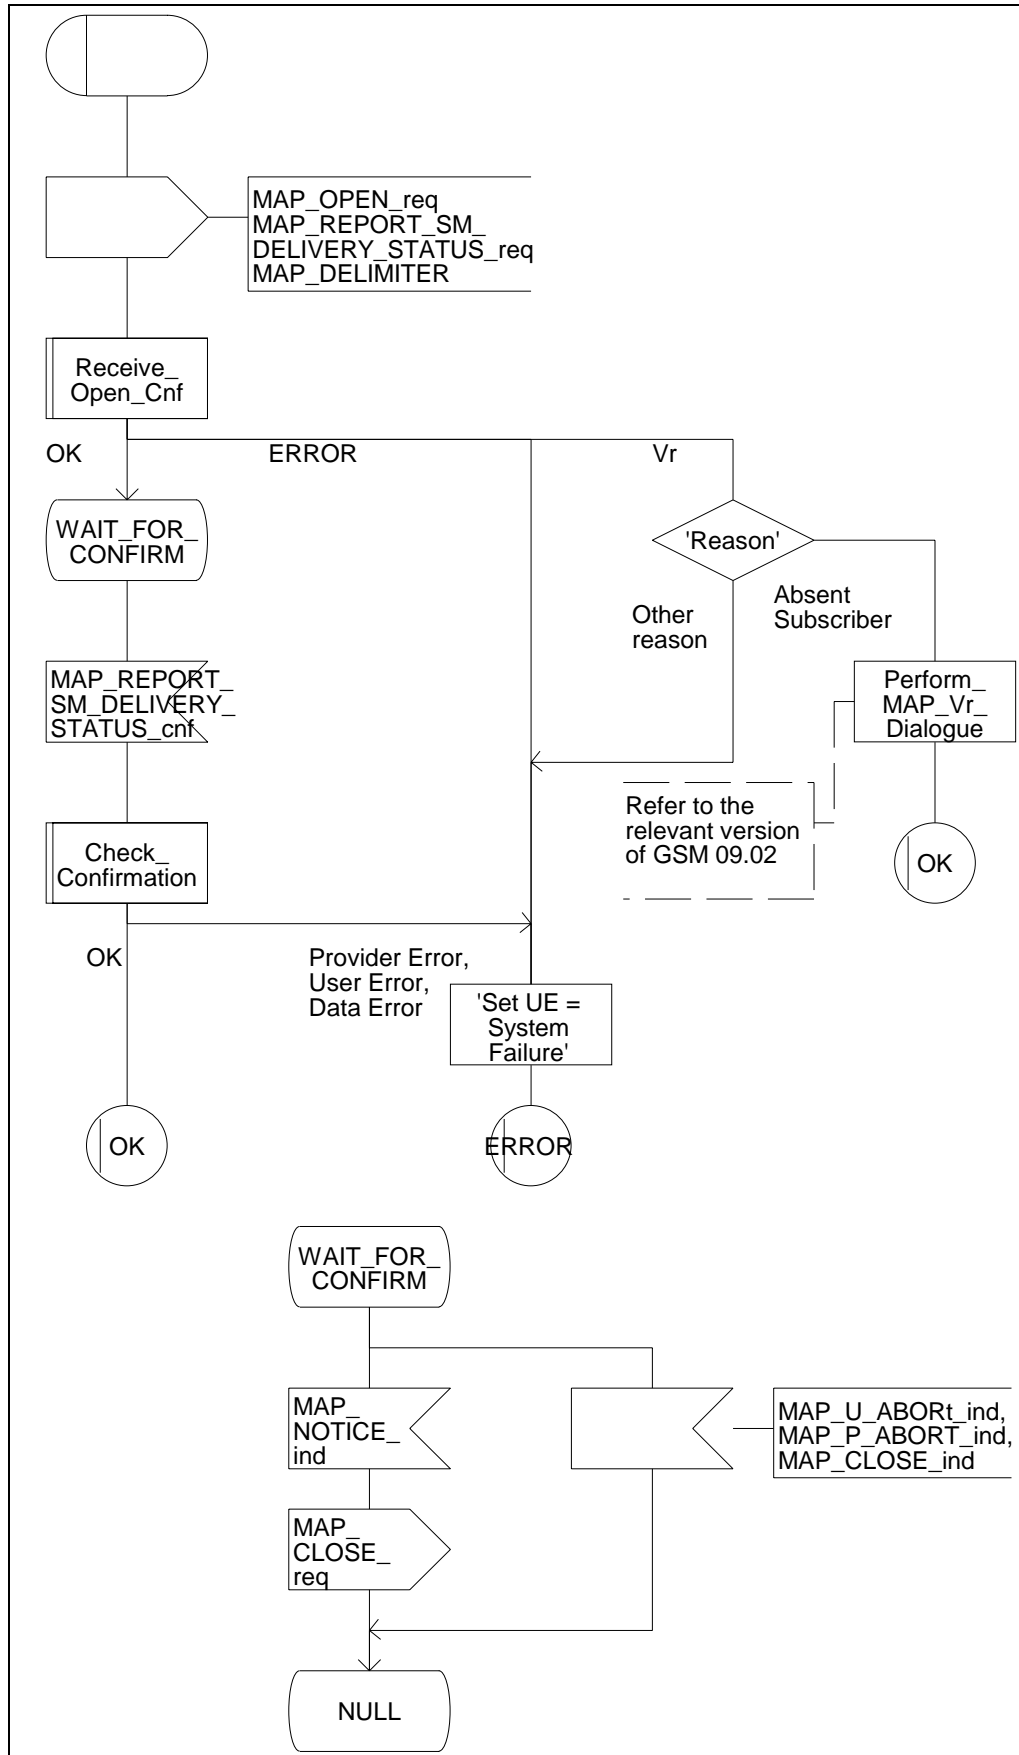 MAP_OPEN_req
MAP_REPORT_SM_
DELIVERY_STATUS_req
MAP_DELIMITER
Receive_
Open_Cnf
OK
ERROR
Vr
WAIT_FOR_
CONFIRM
'Reason'
Other
reason
Absent
Subscriber
MAP_REPORT_
SM_DELIVERY_
STATUS_cnf
Perform_
MAP_Vr_
Dialogue
Refer to the
relevant version
of GSM 09.02
OK
Check_
Confirmation
OK
Provider Error,
User Error,
Data Error
'Set UE =
System
Failure'
OK
ERROR
WAIT_FOR_
CONFIRM
MAP_
NOTICE_
ind
MAP_U_ABORt_ind,
MAP_P_ABORT_ind,
MAP_CLOSE_ind
MAP_
CLOSE_
req
NULL